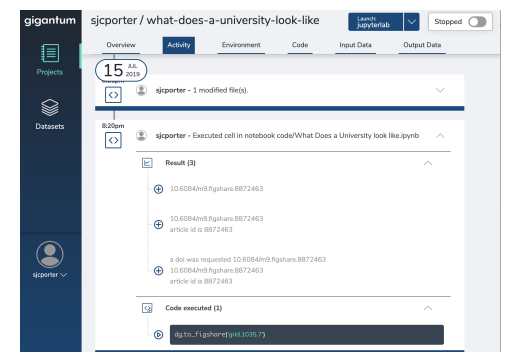 gigantum
sjcporter / what-does-a-university-look-like
Launch:
jupyterlab
Stopped
Overview
Activity
Environment
Code
Input Data
Output Data
Projects
Datasets
sjcporter
15 JUL
2019
sjcporter - 1 modified file(s).
8:20pm
sjcporter - Executed cell in notebook code/What Does a University look like.ipynb
Result (3)
10.6084/m9.figshare.8872463
10.6084/m9.figshare.8872463
article id is 8872463
a doi was requested 10.6084/m9.figshare.8872463
10.6084/m9.figshare.8872463
article id is 8872463
Code executed (1)
dg.to_figshare('grid.1035.7')